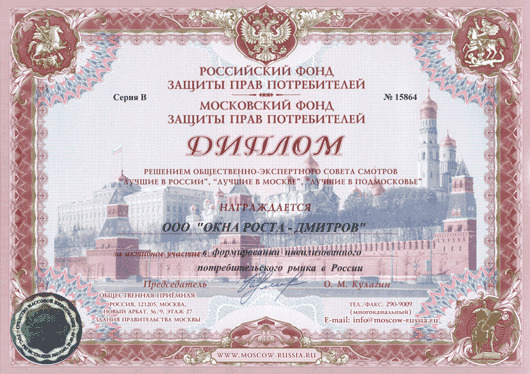 РОССИЙСКИЙ ФОНД
ЗАЩИТЫ ПРАВ ПОТРЕБИТЕЛЕЙ
Серия В
№ 15864
МОСКОВСКИЙ ФОНД
ЗАЩИТЫ ПРАВ ПОТРЕБИТЕЛЕЙ
ДИПЛОМ
РЕШЕНИЕМ ОБЩЕСТВЕННО-ЭКСПЕРТНОГО СОВЕТА СМОТРОВ
"ЛУЧШИЕ В РОССИИ", "ЛУЧШИЕ В МОСКВЕ", "ЛУЧШИЕ В ПОДМОСКОВЬЕ"
НАГРАЖДАЕТСЯ
ООО "ОКНА РОСТА - ДМИТРОВ"
за активное участие в формировании цивилизованного
потребительского рынка в России
Председатель
О. М. Кулагин
ОБЩЕСТВЕННАЯ ПРИЁМНАЯ
РОССИЯ, 121205, МОСКВА,
НОВЫЙ АРБАТ, 36/9, ЭТАЖ 27
ЗДАНИЯ ПРАВИТЕЛЬСТВА МОСКВЫ
ТЕЛ./ФАКС. 290-9009
(многоканальный)
E-mail: info@moscow-russia.ru
WWW.MOSCOW-RUSSIA.RU